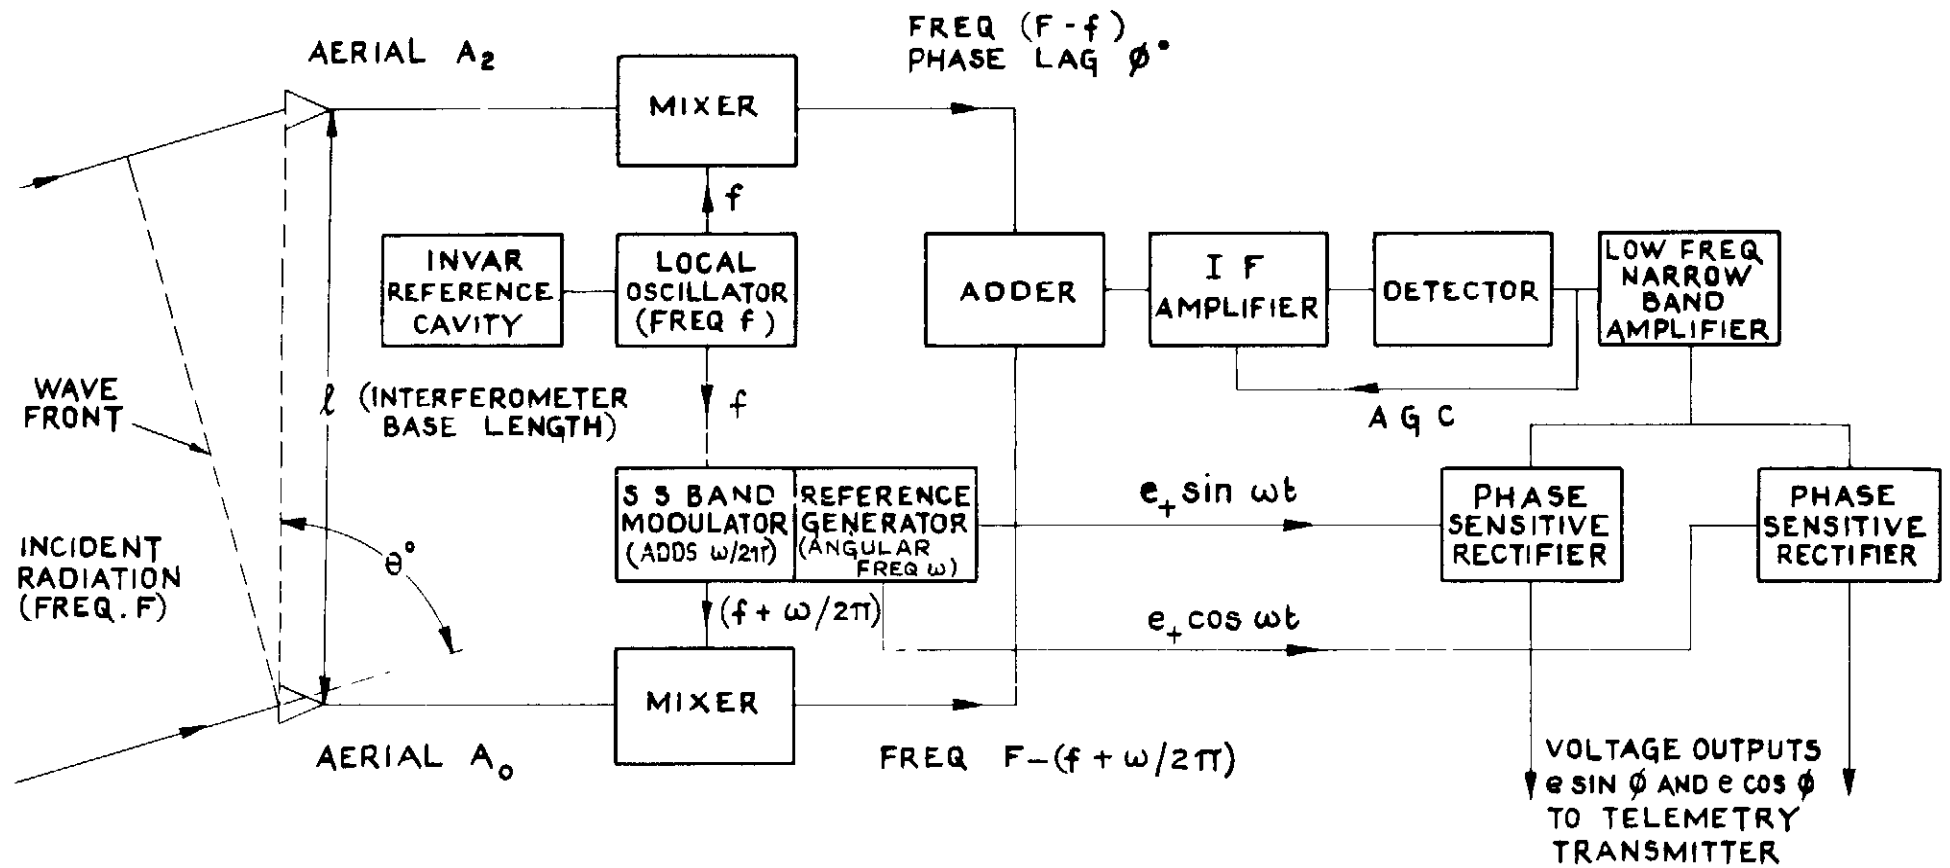 AERIAL A2
MIXER
FREQ (F-f)
PHASE LAG φ°
f
INVAR
REFERENCE
CAVITY
LOCAL
OSCILLATOR
(FREQ f)
ADDER
I F
AMPLIFIER
DETECTOR
LOW FREQ
NARROW
BAND
AMPLIFIER
A G C
WAVE
FRONT
l (INTERFEROMETER
BASE LENGTH)
f
S S BAND
MODULATOR
(ADDS ω/2π)
REFERENCE
GENERATOR
(ANGULAR
FREQ ω)
e+ sin ωt
PHASE
SENSITIVE
RECTIFIER
PHASE
SENSITIVE
RECTIFIER
INCIDENT
RADIATION
(FREQ. F)
θ°
(f + ω/2π)
e+ cos ωt
MIXER
AERIAL A0
FREQ F-(f + ω/2π)
VOLTAGE OUTPUTS
e SIN φ AND e COS φ
TO TELEMETRY
TRANSMITTER